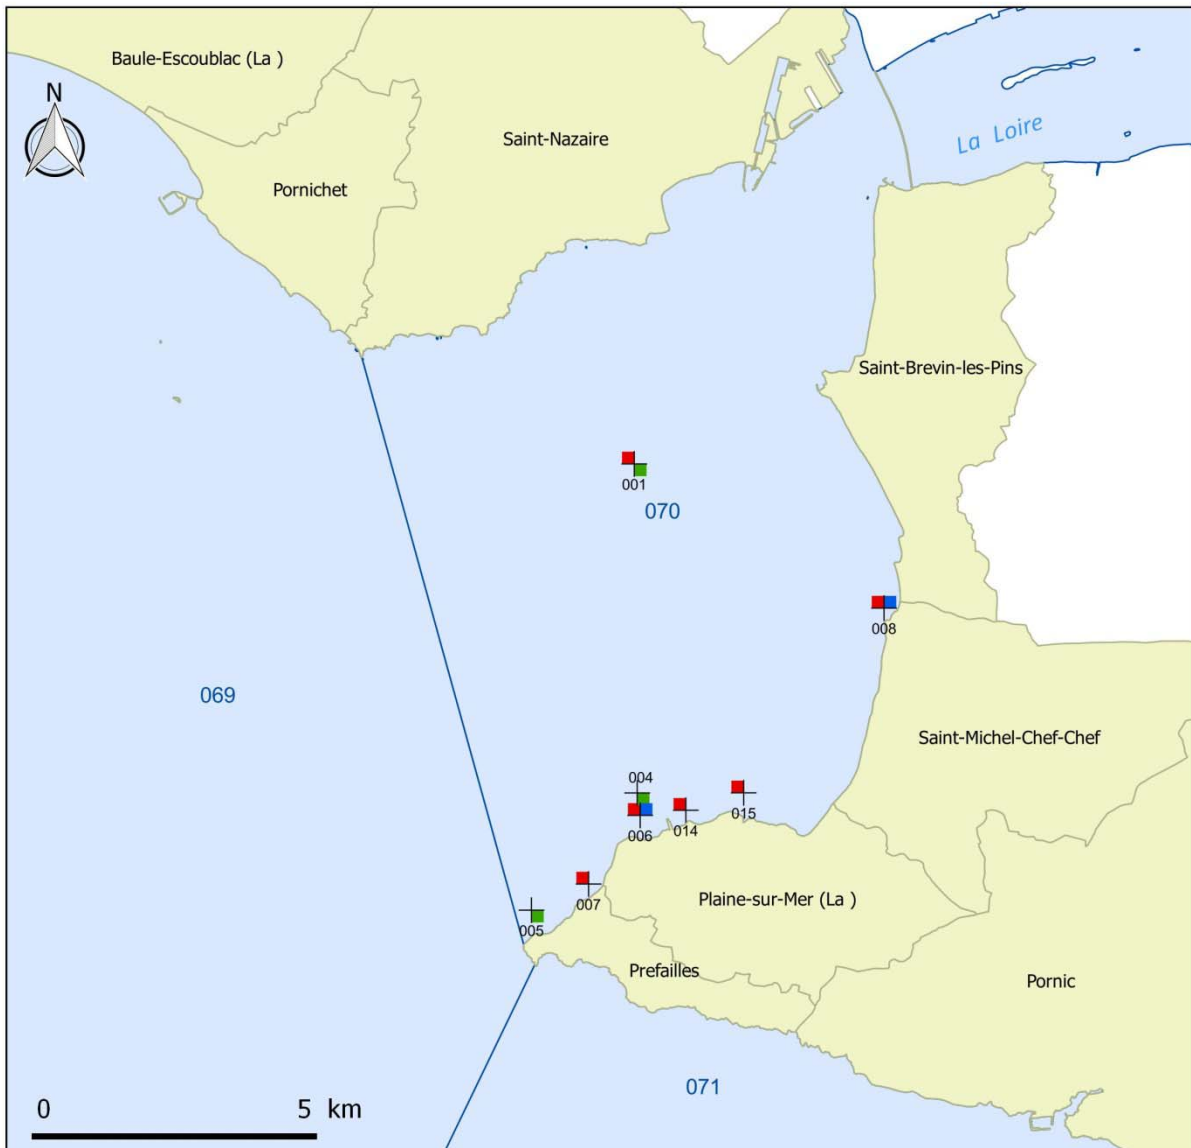 Baule-Escoublac (La )
N
Saint-Nazaire
La Loire
Pornichet
Saint-Brevin-les-Pins
001
070
008
069
Saint-Michel-Chef-Chef
004
015
014
006
007
Plaine-sur-Mer (La )
005
Prefailles
Pornic
071
0 5 km